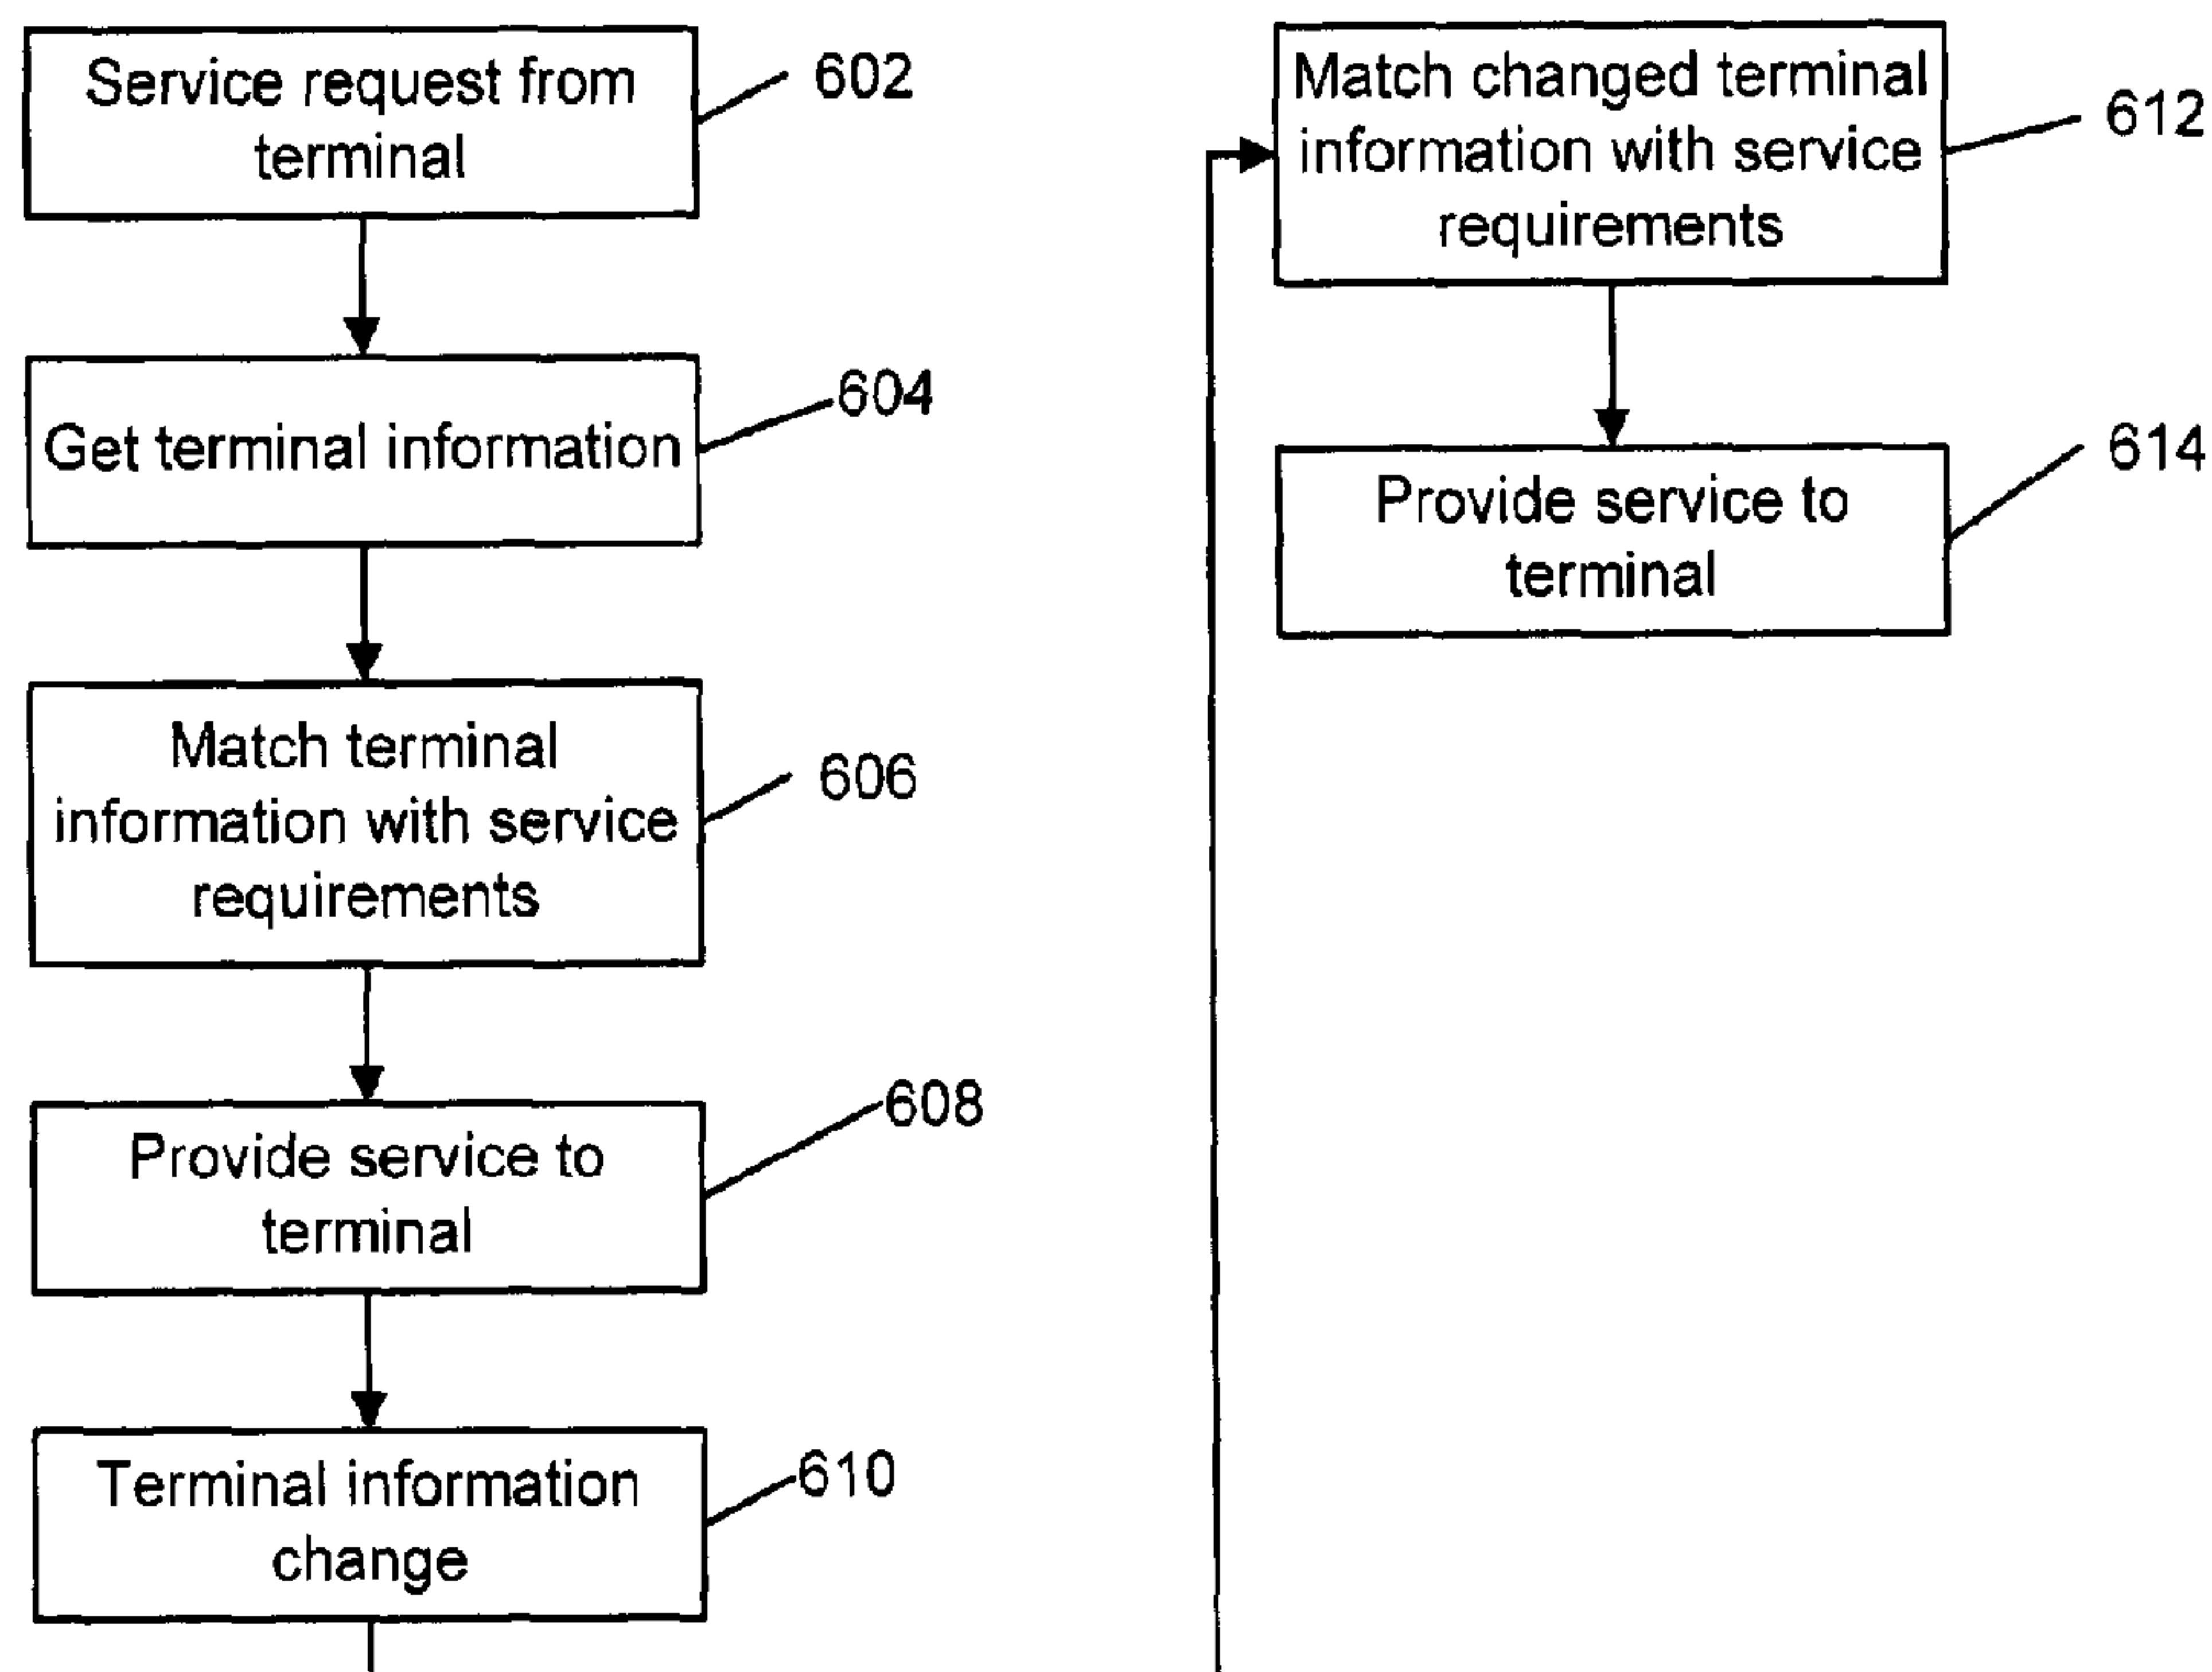 Service request from
terminal
602
Get terminal information
604
Match terminal
information with service
requirements
606
Provide service to
terminal
608
Terminal information
change
610
Match changed terminal
information with service
requirements
612
Provide service to
terminal
614